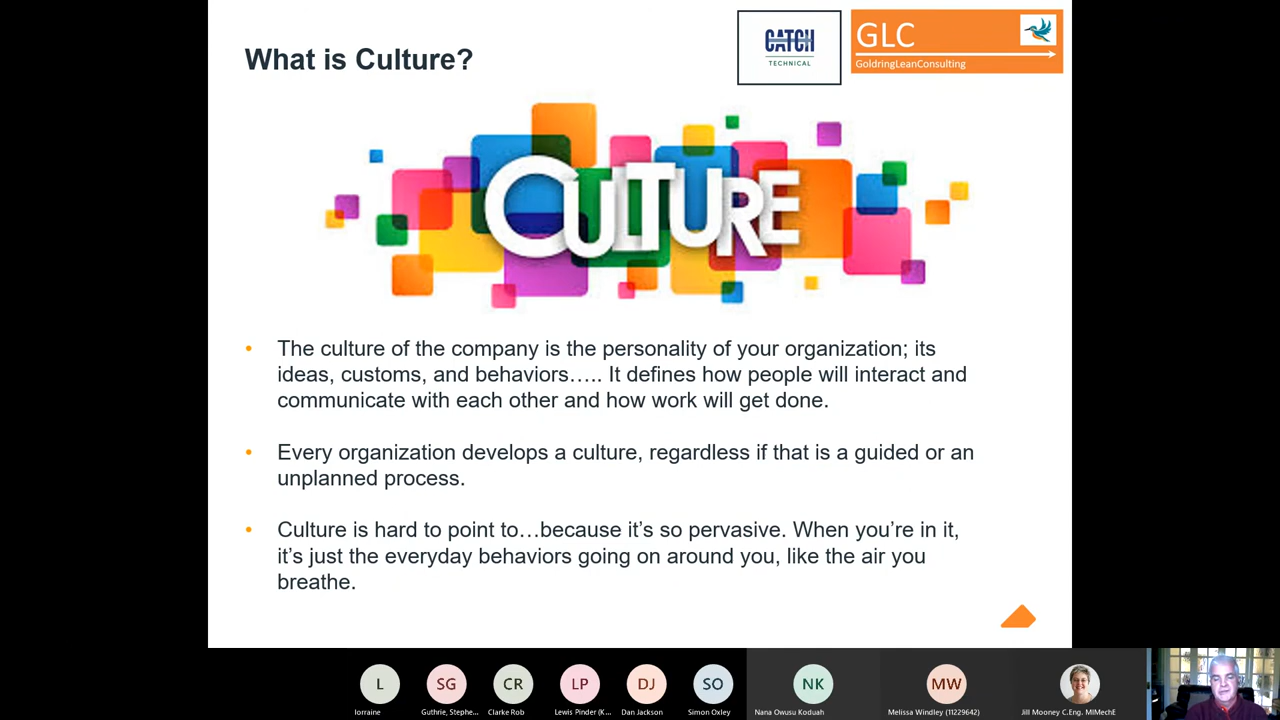 What is Culture?
CATCH
TECHNICAL
GLC
GoldringLeanConsulting
CULTURE
• The culture of the company is the personality of your organization; its
ideas, customs, and behaviors….. It defines how people will interact and
communicate with each other and how work will get done.
• Every organization develops a culture, regardless if that is a guided or an
unplanned process.
• Culture is hard to point to…because it’s so pervasive. When you’re in it,
it’s just the everyday behaviors going on around you, like the air you
breathe.
L
SG
CR
LP
DJ
SO
NK
MW
lorraine
Guthrie, Stephe...
Clarke Rob
Lewis Pinder (K...
Dan Jackson
Simon Oxley
Nana Owusu Koduah
Melissa Windley (11229642)
Jill Mooney C.Eng. MIMechE